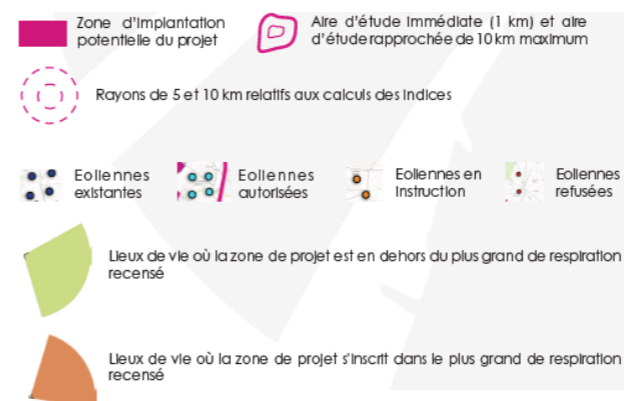 Zone d'implantation
potentielle du projet
Aire d'étude immédiate (1 km) et aire
d'étude rapprochée de 10 km maximum
Rayons de 5 et 10 km relatifs aux calculs des indices
Eoliennes
existantes
Eoliennes
autorisées
Eoliennes en
instruction
Eoliennes
refusées
Lieux de vie où la zone de projet est en dehors du plus grand de respiration
recensé
Lieux de vie où la zone de projet s'inscrit dans le plus grand de respiration
recensé